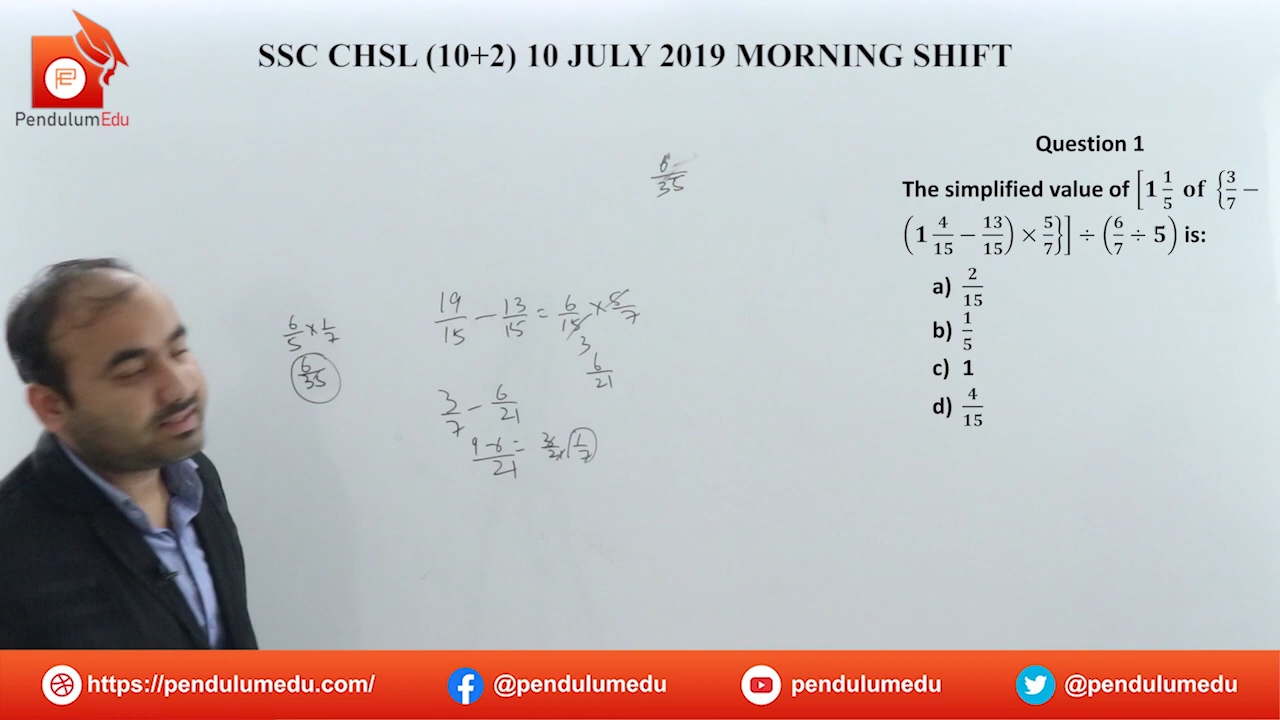 SSC CHSL (10+2) 10 JULY 2019 MORNING SHIFT
PendulumEdu
Question 1
The simplified value of [1 1/5 of {3/7 −
(1 4/15 − 13/15) × 5/7}] ÷ (6/7 ÷ 5) is:
a) 2/15
b) 1/5
c) 1
d) 4/15
6/35
19/15 − 13/15 = 6/15 × 5/7
3
6/21
6/5 × 1/7
6/35
3/7 − 6/21
9−6/21 = 3/21 1/7
https://pendulumedu.com/
@pendulumedu
pendulumedu
@pendulumedu